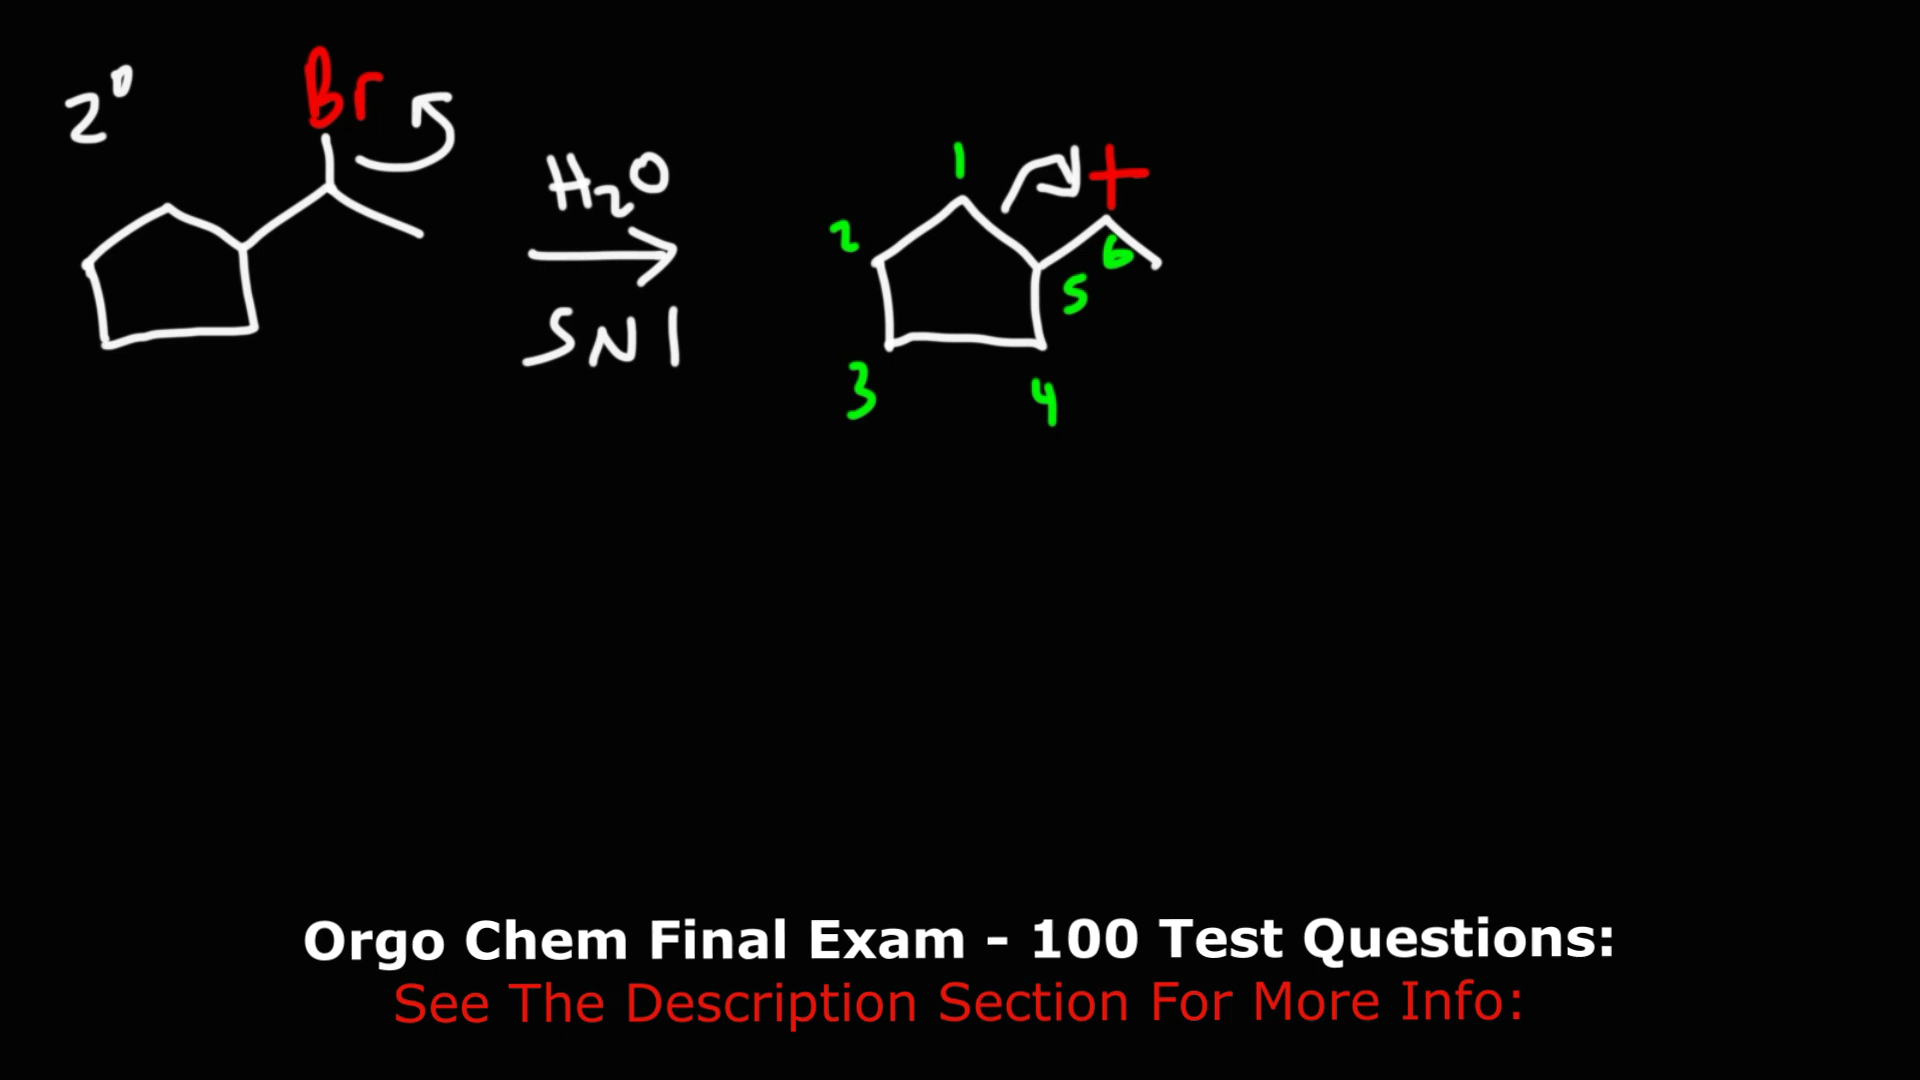 2°
Br
H₂O
SN1
+
1
2
3
4
5
6
Orgo Chem Final Exam - 100 Test Questions:
See The Description Section For More Info: